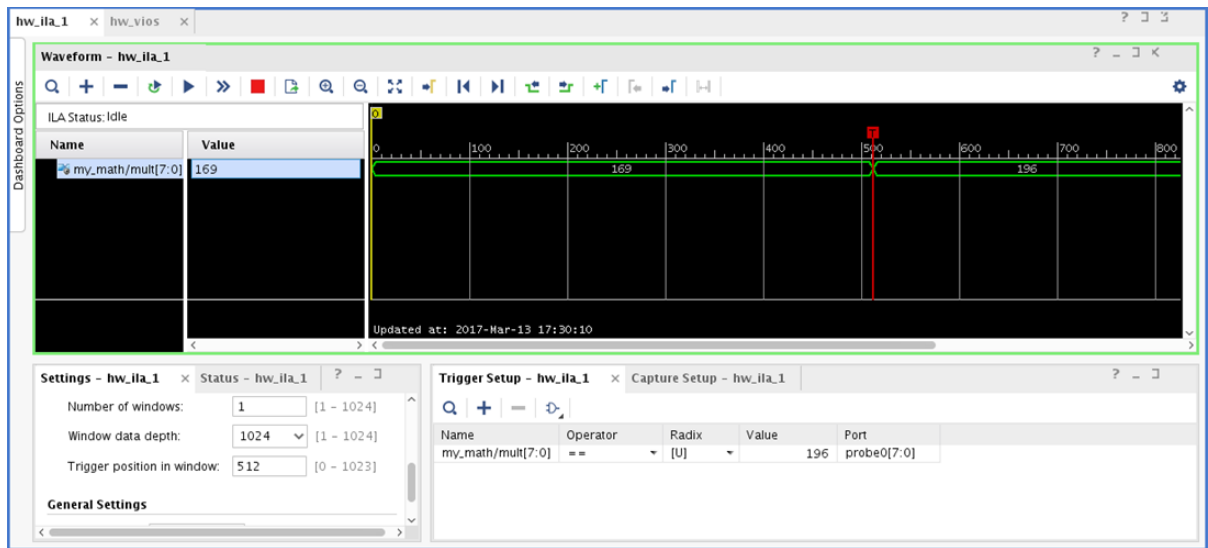 hw_ila_1 × hw_vios ×
Dashboard Options
Waveform - hw_ila_1
ILA Status: Idle
Name Value
my_math/mult[7:0] 169
0
T
0 100 200 300 400 500 600 700 800
169 196
Updated at: 2017-Mar-13 17:30:10
Settings - hw_ila_1 × Status - hw_ila_1
Number of windows: 1 [1 - 1024]
Window data depth: 1024 [1 - 1024]
Trigger position in window: 512 [0 - 1023]
General Settings
Trigger Setup - hw_ila_1 × Capture Setup - hw_ila_1
Name Operator Radix Value Port
my_math/mult[7:0] == [U] 196 probe0[7:0]